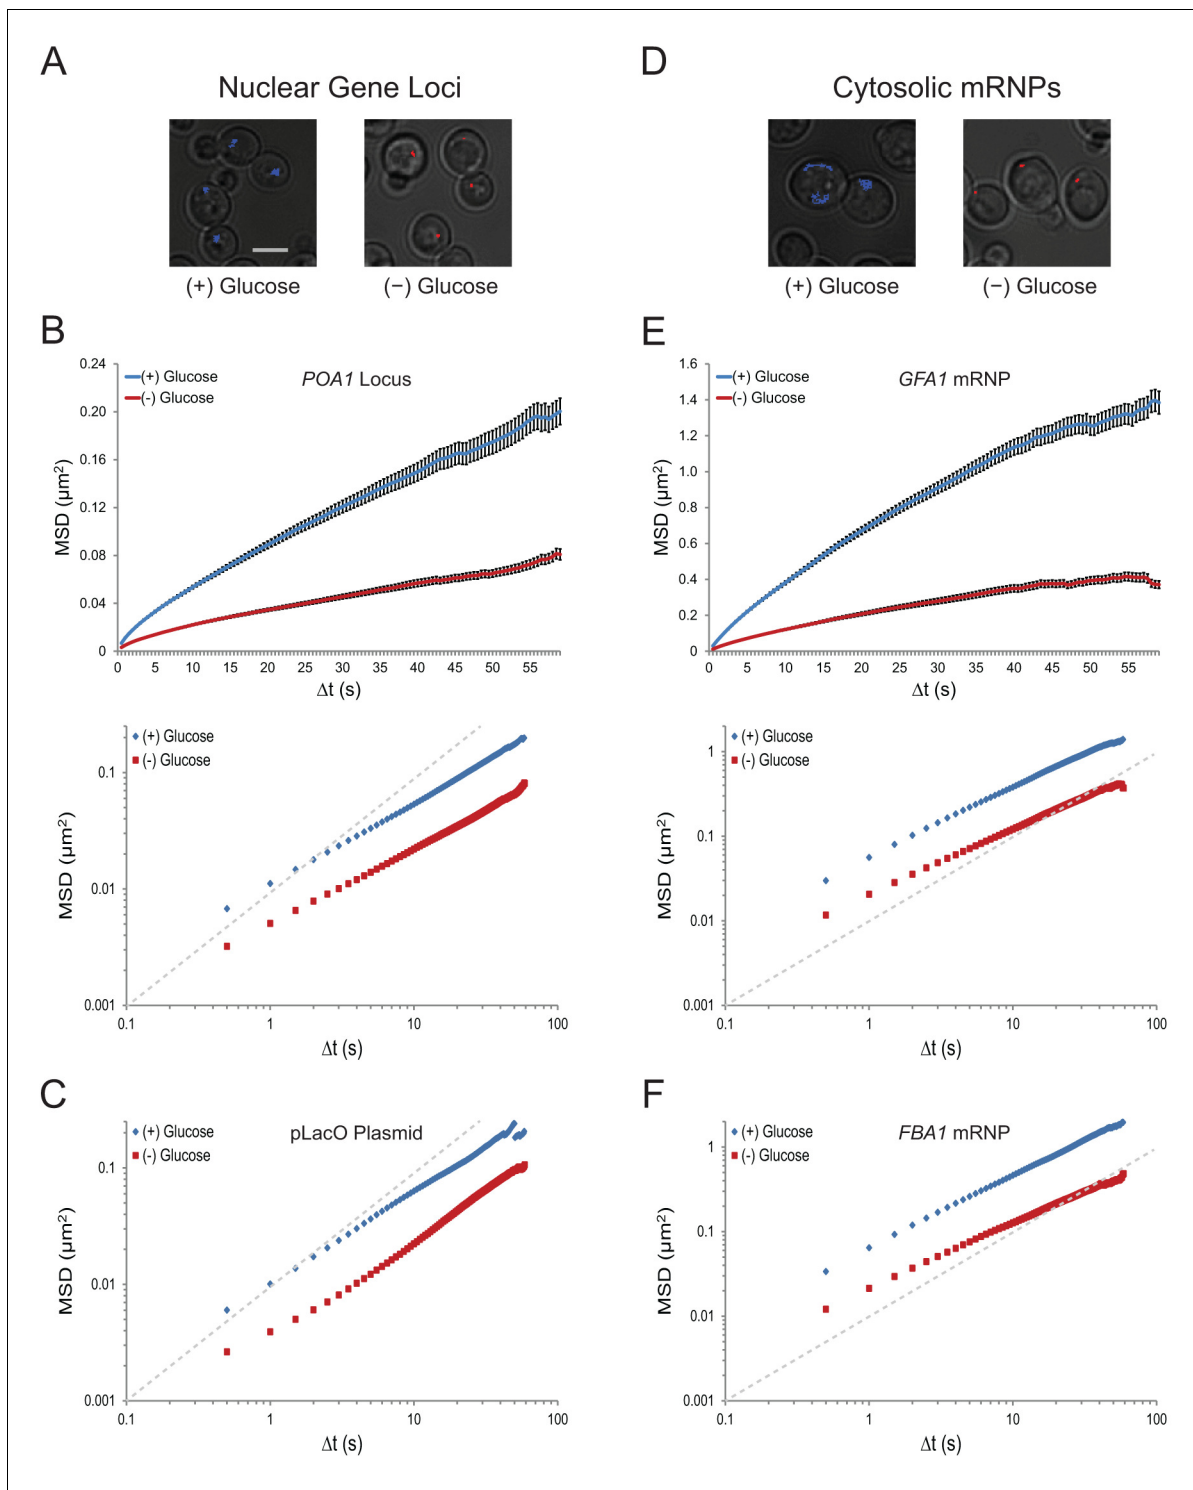 A
Nuclear Gene Loci
(+) Glucose
(−) Glucose
D
Cytosolic mRNPs
(+) Glucose
(−) Glucose
B
0.24
0.20
0.16
0.12
0.08
0.04
0
MSD (µm²)
(+) Glucose
(-) Glucose
POA1 Locus
0 5 10 15 20 25 30 35 40 45 50 55
Δt (s)
0.1
0.01
0.001
MSD (µm²)
(+) Glucose
(-) Glucose
0.1 1 10 100
Δt (s)
C
0.1
0.01
0.001
MSD (µm²)
(+) Glucose
(-) Glucose
pLacO Plasmid
0.1 1 10 100
Δt (s)
E
1.6
1.4
1.2
1.0
0.8
0.6
0.4
0.2
0
MSD (µm²)
(+) Glucose
(-) Glucose
GFA1 mRNP
0 5 10 15 20 25 30 35 40 45 50 55
Δt (s)
1
0.1
0.01
0.001
MSD (µm²)
(+) Glucose
(-) Glucose
0.1 1 10 100
Δt (s)
F
1
0.1
0.01
0.001
MSD (µm²)
(+) Glucose
(-) Glucose
FBA1 mRNP
0.1 1 10 100
Δt (s)